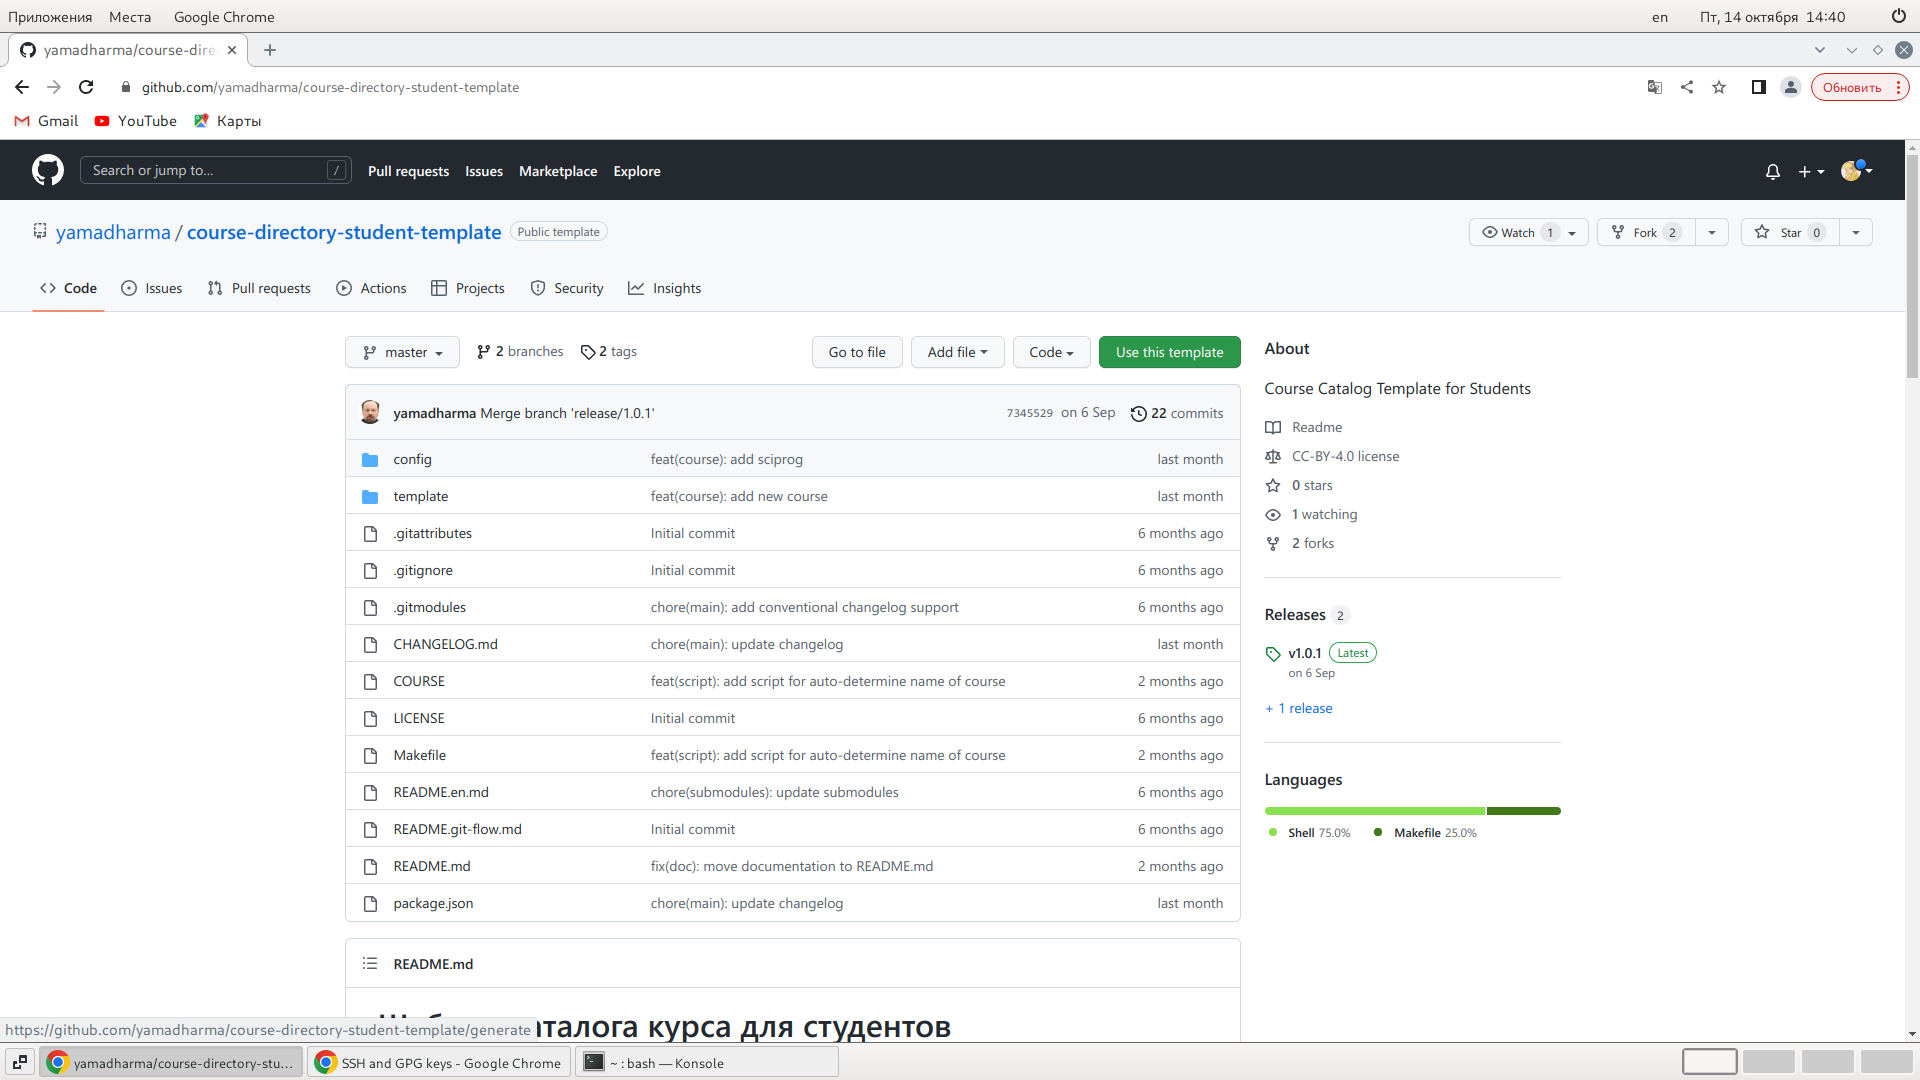 Приложения Места Google Chrome en Пт, 14 октября 14:40
yamadharma/course-dire
github.com/yamadharma/course-directory-student-template Обновить
Gmail YouTube Карты
Search or jump to... / Pull requests Issues Marketplace Explore
yamadharma / course-directory-student-template Public template Watch 1 Fork 2 Star 0
Code Issues Pull requests Actions Projects Security Insights
master 2 branches 2 tags Go to file Add file Code Use this template
yamadharma Merge branch 'release/1.0.1' 7345529 on 6 Sep 22 commits
config feat(course): add sciprog last month
template feat(course): add new course last month
.gitattributes Initial commit 6 months ago
.gitignore Initial commit 6 months ago
.gitmodules chore(main): add conventional changelog support 6 months ago
CHANGELOG.md chore(main): update changelog last month
COURSE feat(script): add script for auto-determine name of course 2 months ago
LICENSE Initial commit 6 months ago
Makefile feat(script): add script for auto-determine name of course 2 months ago
README.en.md chore(submodules): update submodules 6 months ago
README.git-flow.md Initial commit 6 months ago
README.md fix(doc): move documentation to README.md 2 months ago
package.json chore(main): update changelog last month
README.md
курса для студентов
About
Course Catalog Template for Students
Readme
CC-BY-4.0 license
0 stars
1 watching
2 forks
Releases 2
v1.0.1 Latest
on 6 Sep
+ 1 release
Languages
Shell 75.0% Makefile 25.0%
https://github.com/yamadharma/course-directory-student-template/generate
yamadharma/course-directory-stu... SSH and GPG keys - Google Chrome ~ : bash — Konsole